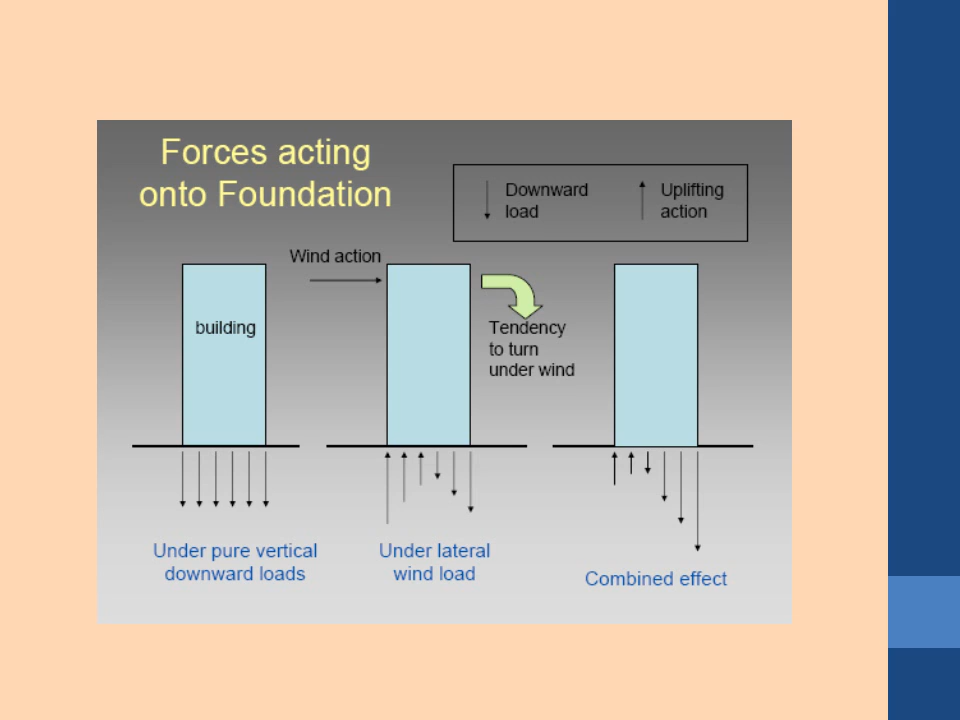 Forces acting
onto Foundation
Downward
load
Uplifting
action
Wind action
building
Tendency
to turn
under wind
Under pure vertical
downward loads
Under lateral
wind load
Combined effect